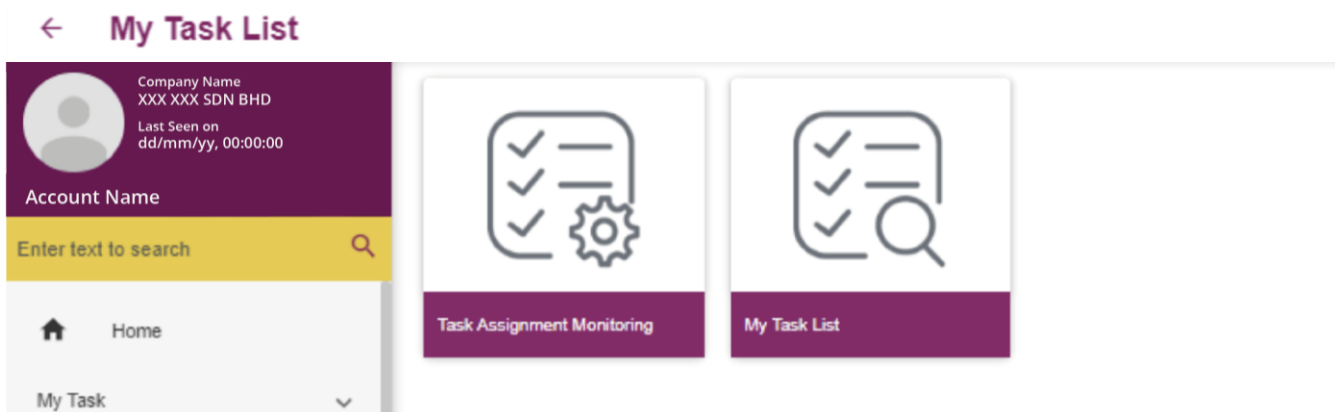 My Task List
Company Name
XXX XXX SDN BHD
Last Seen on
dd/mm/yy, 00:00:00
Account Name
Enter text to search
Home
My Task
Task Assignment Monitoring
My Task List